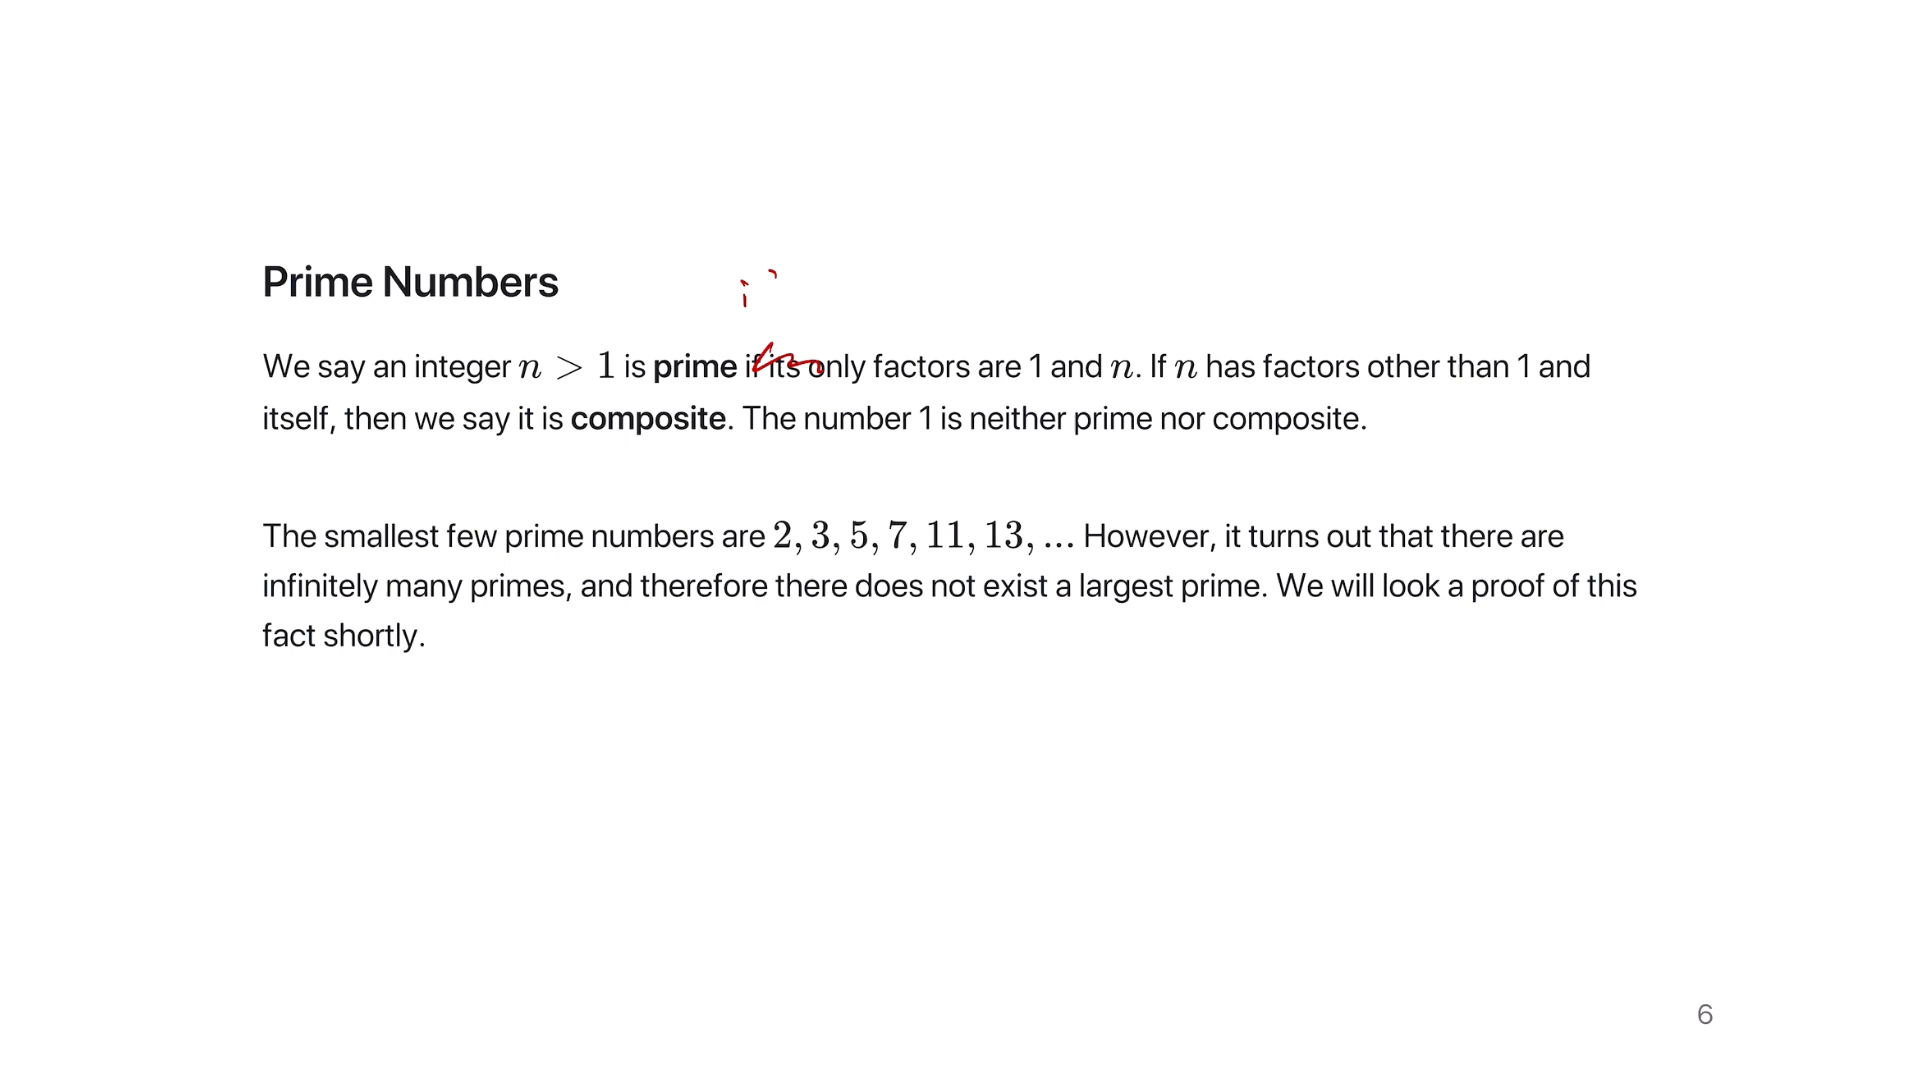 Prime Numbers
We say an integer n > 1 is prime if its only factors are 1 and n. If n has factors other than 1 and
itself, then we say it is composite. The number 1 is neither prime nor composite.
The smallest few prime numbers are 2, 3, 5, 7, 11, 13, ... However, it turns out that there are
infinitely many primes, and therefore there does not exist a largest prime. We will look a proof of this
fact shortly.
6